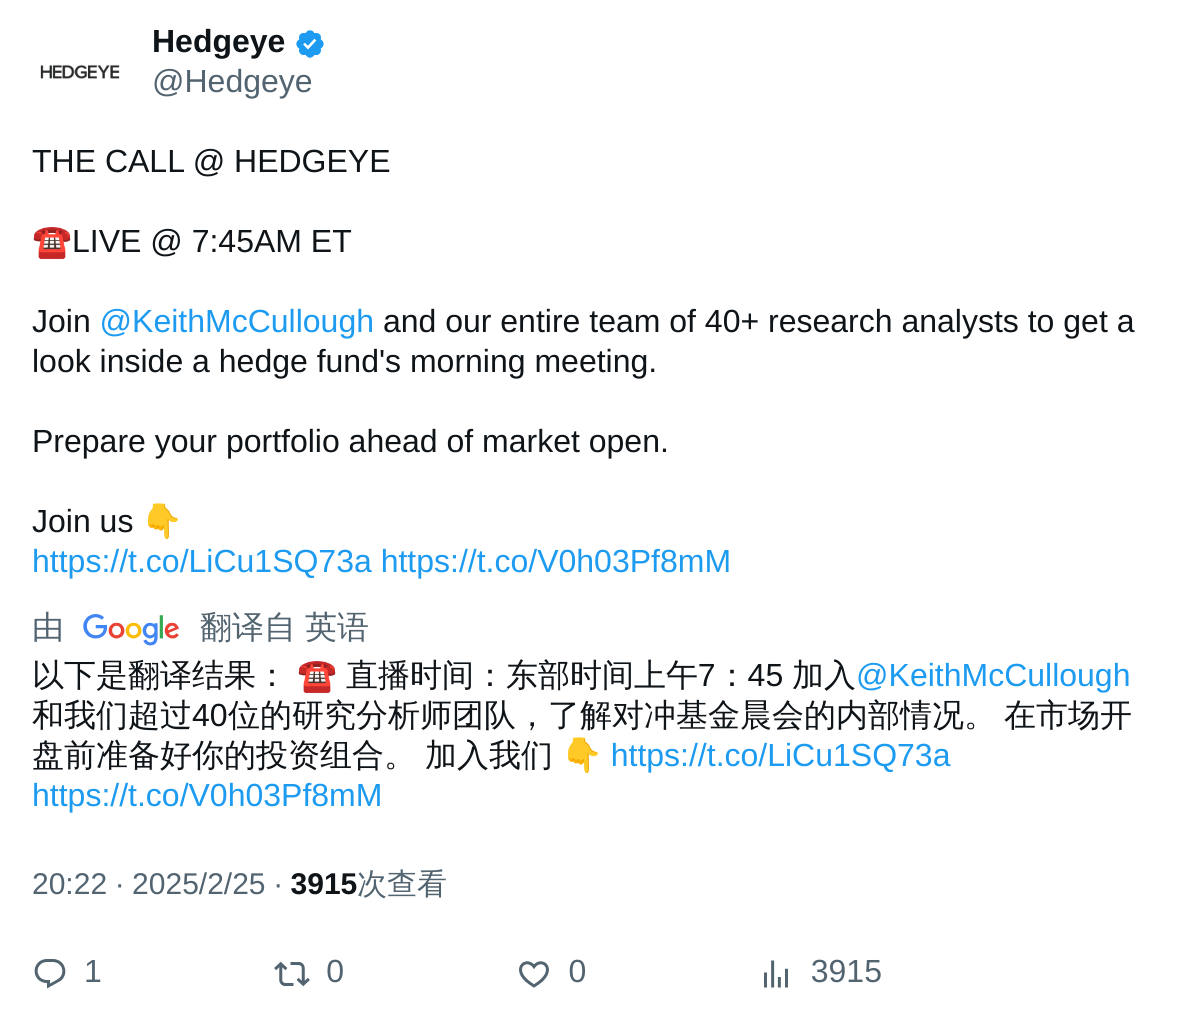 HEDGEYE
Hedgeye
@Hedgeye
THE CALL @ HEDGEYE
☎️LIVE @ 7:45AM ET
Join @KeithMcCullough and our entire team of 40+ research analysts to get a
look inside a hedge fund's morning meeting.
Prepare your portfolio ahead of market open.
Join us 👇
https://t.co/LiCu1SQ73a https://t.co/V0h03Pf8mM
由 Google 翻译自 英语
以下是翻译结果： ☎️ 直播时间：东部时间上午7：45 加入@KeithMcCullough
和我们超过40位的研究分析师团队，了解对冲基金晨会的内部情况。 在市场开
盘前准备好你的投资组合。 加入我们 👇 https://t.co/LiCu1SQ73a
https://t.co/V0h03Pf8mM
20:22 · 2025/2/25 · 3915次查看
1 0 0 3915